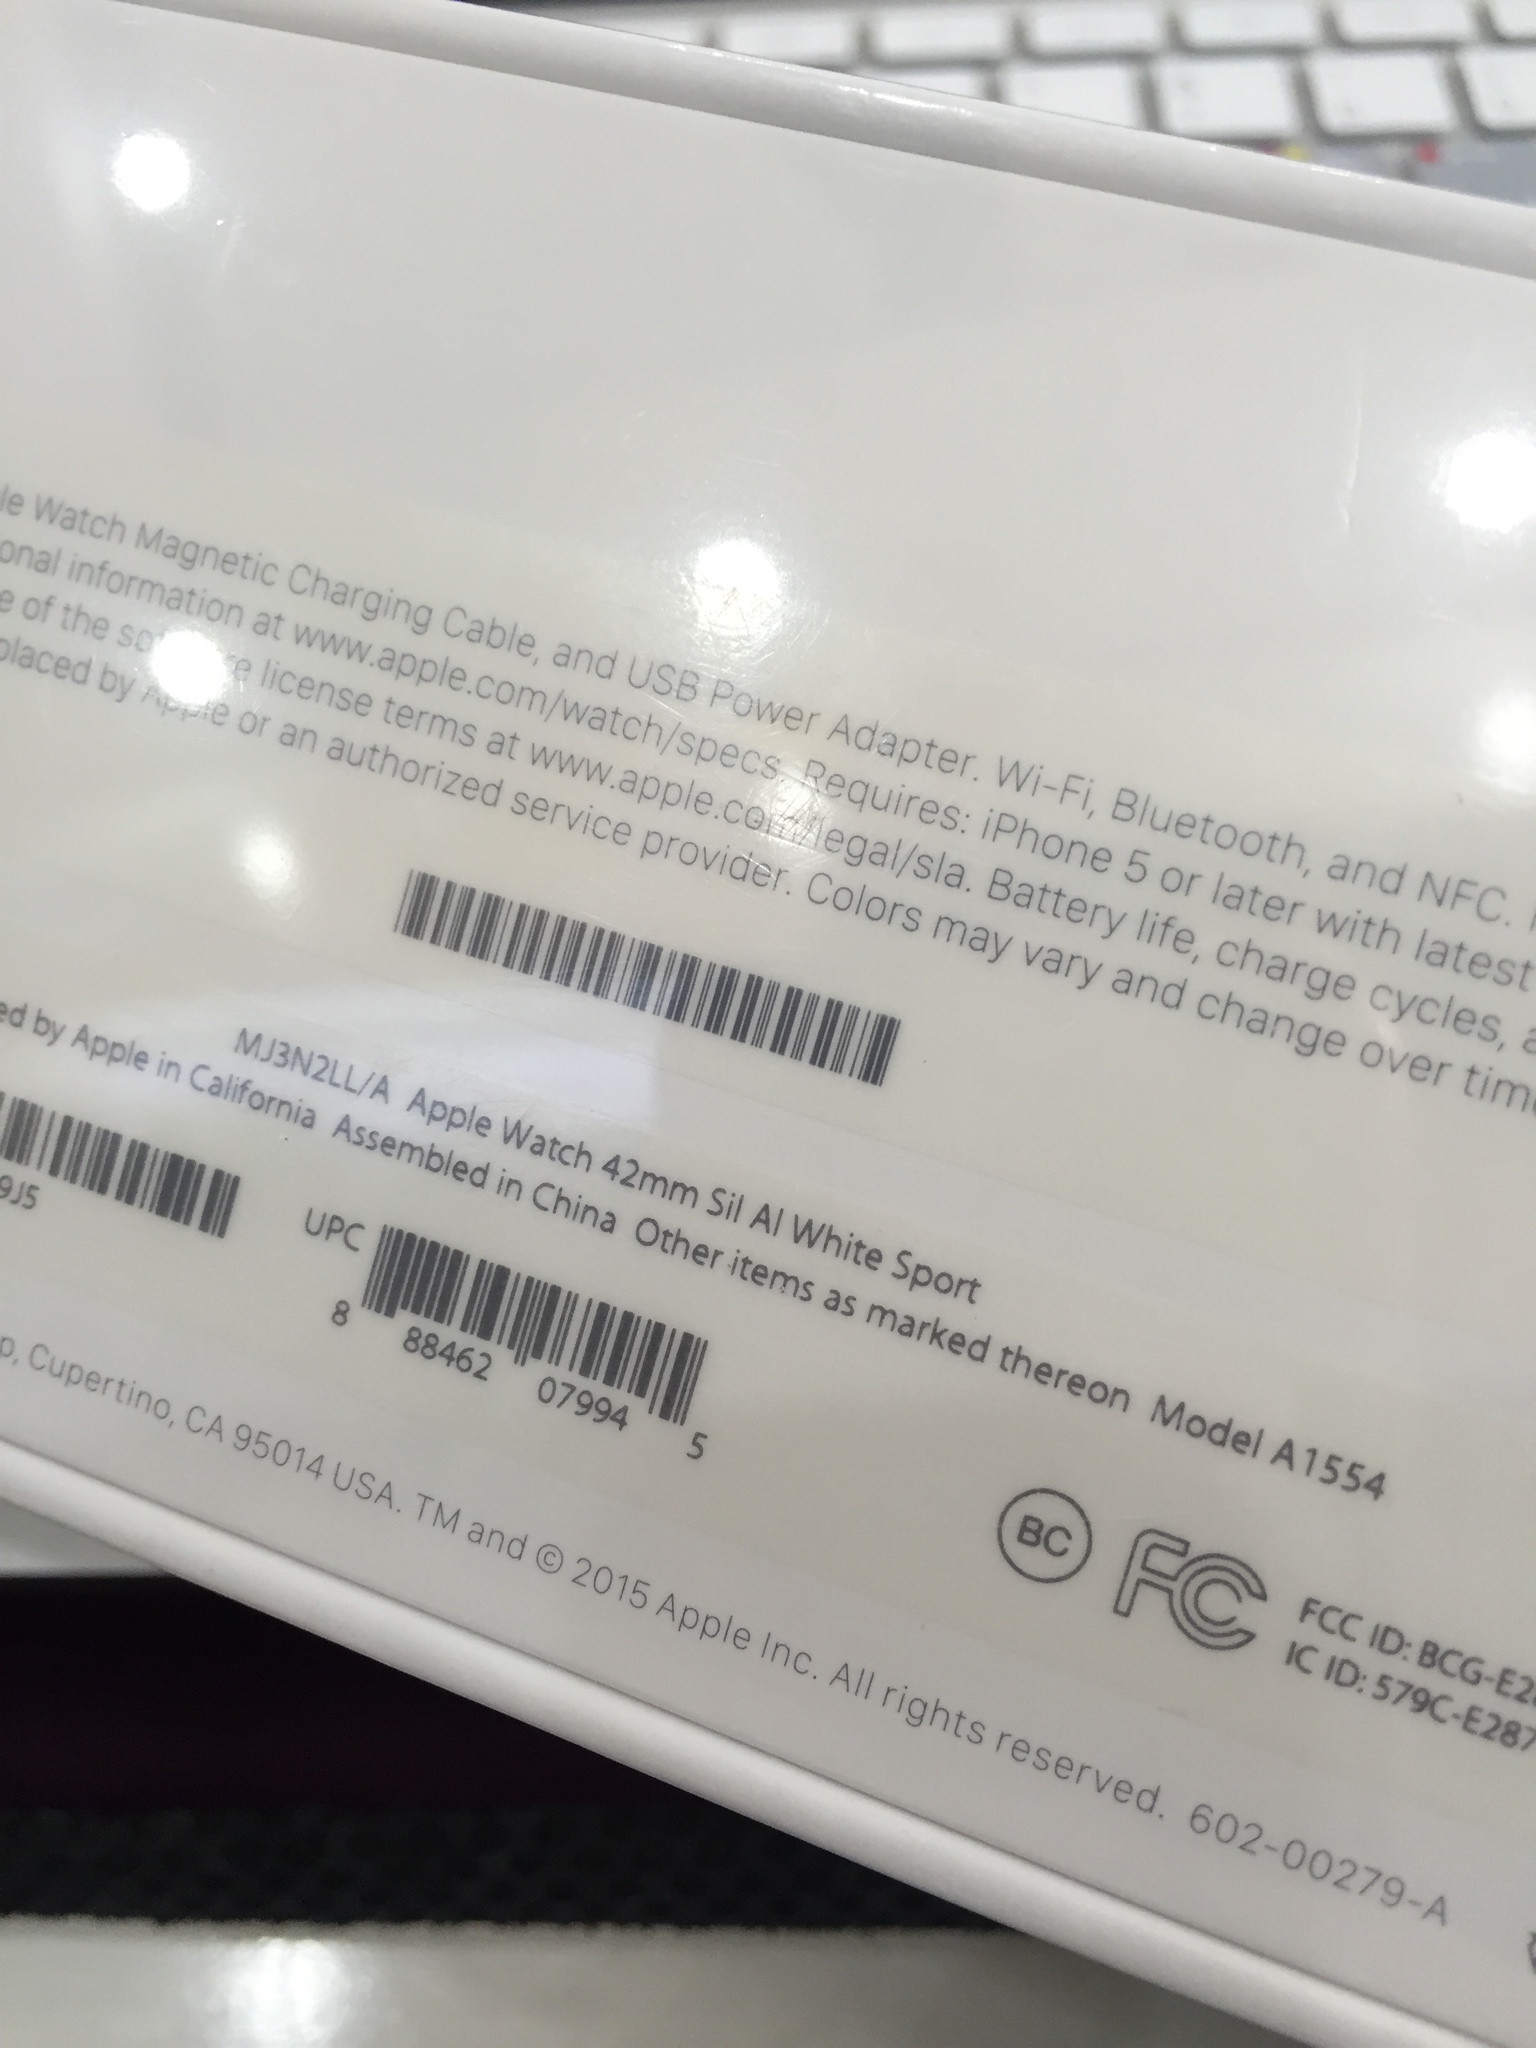 le Watch Magnetic Charging Cable, and USB Power Adapter. Wi-Fi, Bluetooth, and NFC.
onal information at www.apple.com/watch/specs. Requires: iPhone 5 or later with latest
e of the software license terms at www.apple.com/legal/sla. Battery life, charge cycles,
placed by Apple or an authorized service provider. Colors may vary and change over tim
MJ3N2LL/A Apple Watch 42mm Sil Al White Sport
ed by Apple in California Assembled in China Other items as marked thereon Model A1554
9J5
UPC
8 88462 07994 5
BC FC
FCC ID: BCG-E2
IC ID: 579C-E287
p, Cupertino, CA 95014 USA. TM and © 2015 Apple Inc. All rights reserved. 602-00279-A